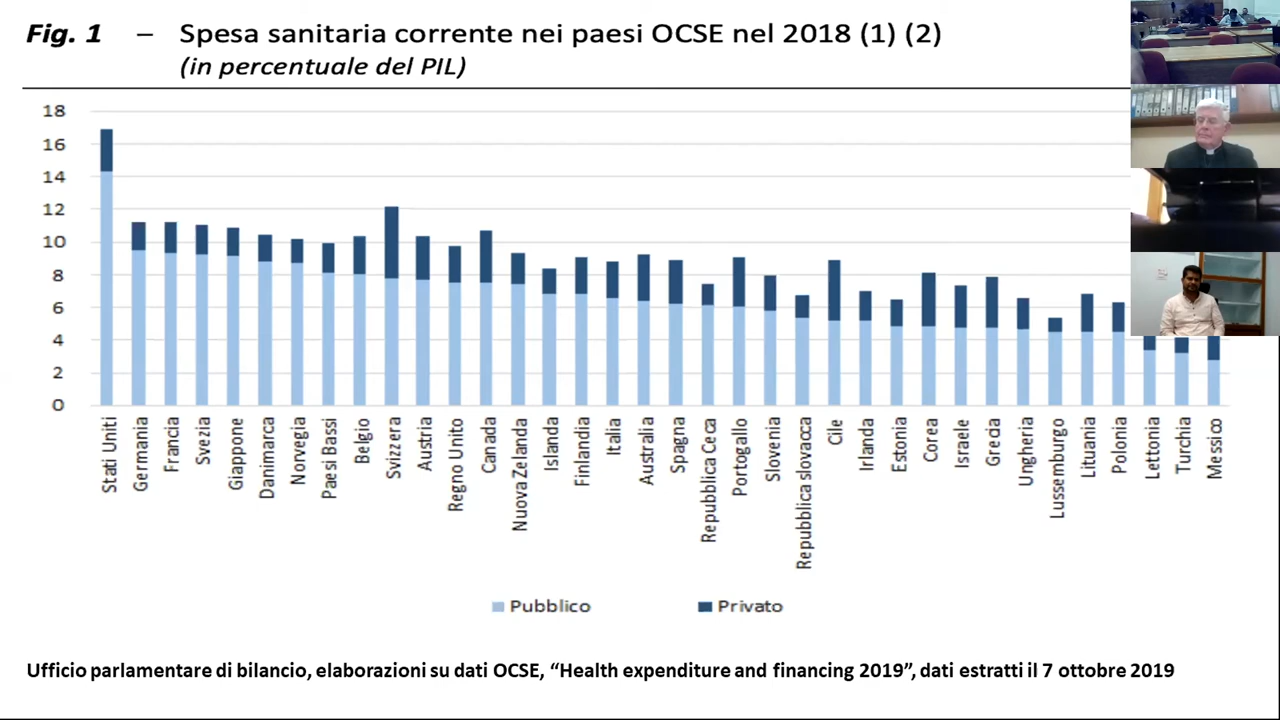 Fig. 1 – Spesa sanitaria corrente nei paesi OCSE nel 2018 (1) (2)
(in percentuale del PIL)
18
16
14
12
10
8
6
4
2
0
Stati Uniti
Germania
Francia
Svezia
Giappone
Danimarca
Norvegia
Paesi Bassi
Belgio
Svizzera
Austria
Regno Unito
Canada
Nuova Zelanda
Islanda
Finlandia
Italia
Australia
Spagna
Repubblica Ceca
Portogallo
Slovenia
Repubblica slovacca
Cile
Irlanda
Estonia
Corea
Israele
Grecia
Ungheria
Lussemburgo
Lituania
Polonia
Lettonia
Turchia
Messico
Pubblico
Privato
Ufficio parlamentare di bilancio, elaborazioni su dati OCSE, “Health expenditure and financing 2019”, dati estratti il 7 ottobre 2019